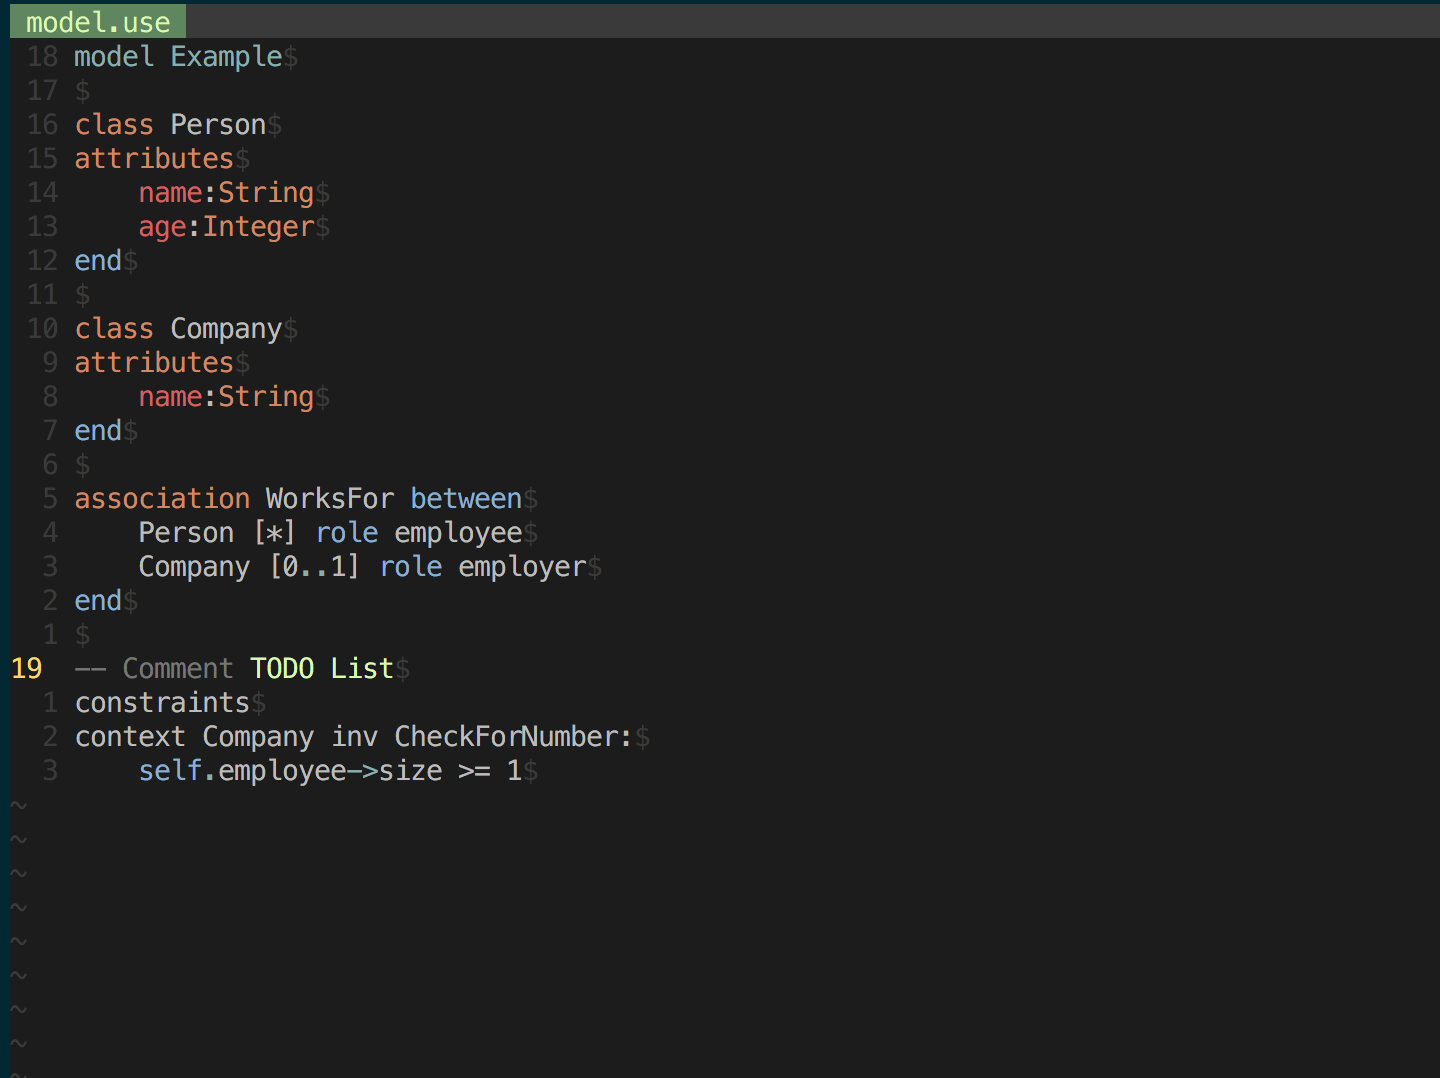 model.use
18 model Example$
17 $
16 class Person$
15 attributes$
14     name:String$
13     age:Integer$
12 end$
11 $
10 class Company$
 9 attributes$
 8     name:String$
 7 end$
 6 $
 5 association WorksFor between$
 4     Person [*] role employee$
 3     Company [0..1] role employer$
 2 end$
 1 $
19  -- Comment TODO List$
 1 constraints$
 2 context Company inv CheckForNumber:$
 3     self.employee->size >= 1$
~
~
~
~
~
~
~
~
~